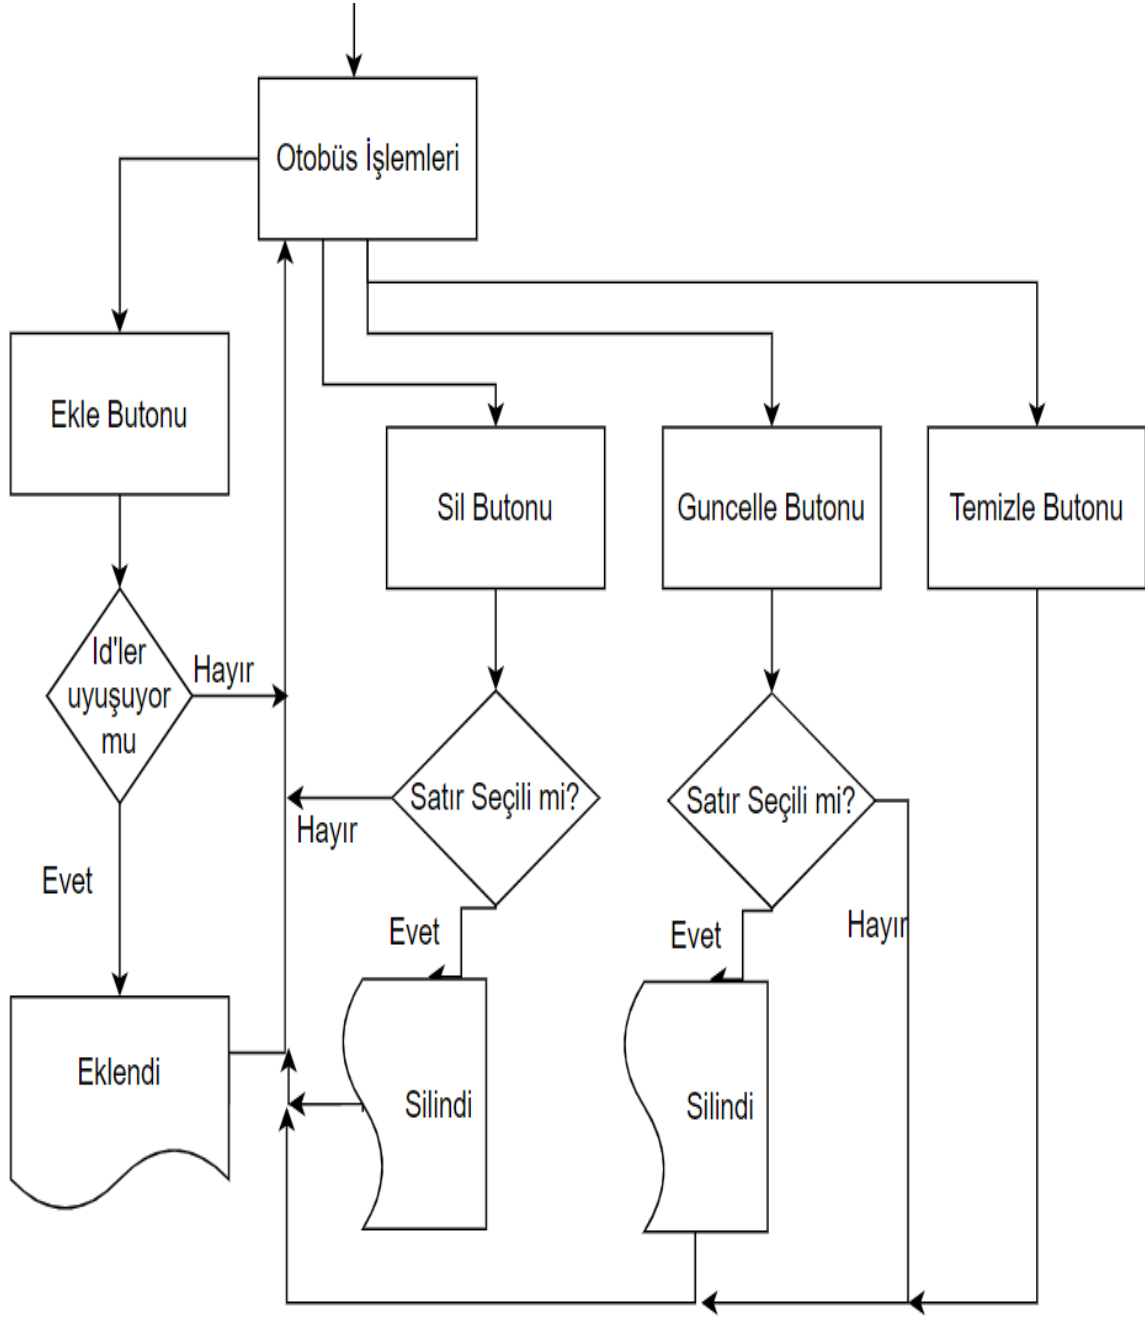 Otobüs İşlemleri
Ekle Butonu
Sil Butonu
Guncelle Butonu
Temizle Butonu
Id'ler
uyuşuyor
mu
Hayır
Satır Seçili mi?
Satır Seçili mi?
Hayır
Evet
Evet
Evet
Hayır
Eklendi
Silindi
Silindi